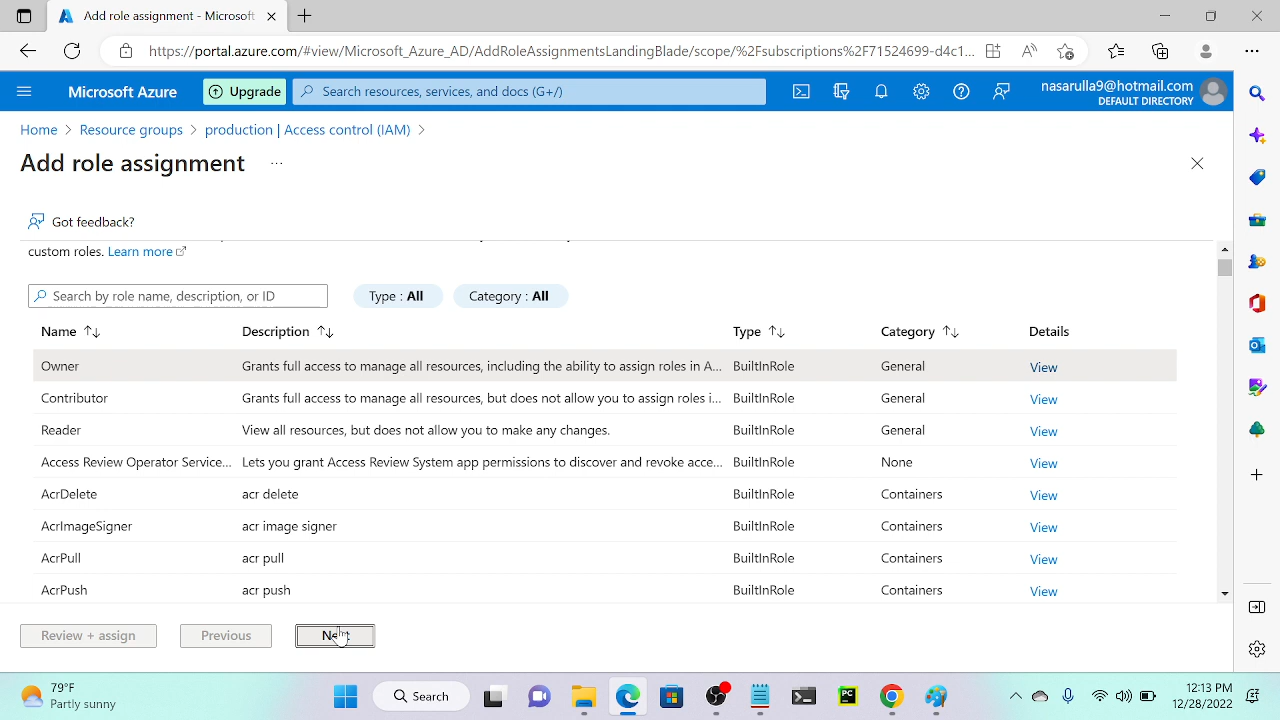 Add role assignment - Microsoft
https://portal.azure.com/#view/Microsoft_Azure_AD/AddRoleAssignmentsLandingBlade/scope/%2Fsubscriptions%2F71524699-d4c1...
Microsoft Azure
Upgrade
Search resources, services, and docs (G+/)
nasarulla9@hotmail.com
DEFAULT DIRECTORY
Home > Resource groups > production | Access control (IAM) >
Add role assignment ...
Got feedback?
custom roles. Learn more
Search by role name, description, or ID
Type : All
Category : All
Name Description Type Category Details
Owner Grants full access to manage all resources, including the ability to assign roles in A... BuiltInRole General View
Contributor Grants full access to manage all resources, but does not allow you to assign roles i... BuiltInRole General View
Reader View all resources, but does not allow you to make any changes. BuiltInRole General View
Access Review Operator Service... Lets you grant Access Review System app permissions to discover and revoke acce... BuiltInRole None View
AcrDelete acr delete BuiltInRole Containers View
AcrImageSigner acr image signer BuiltInRole Containers View
AcrPull acr pull BuiltInRole Containers View
AcrPush acr push BuiltInRole Containers View
Review + assign
Previous
Next
79°F
Partly sunny
Search
PC
12:13 PM
12/28/2022